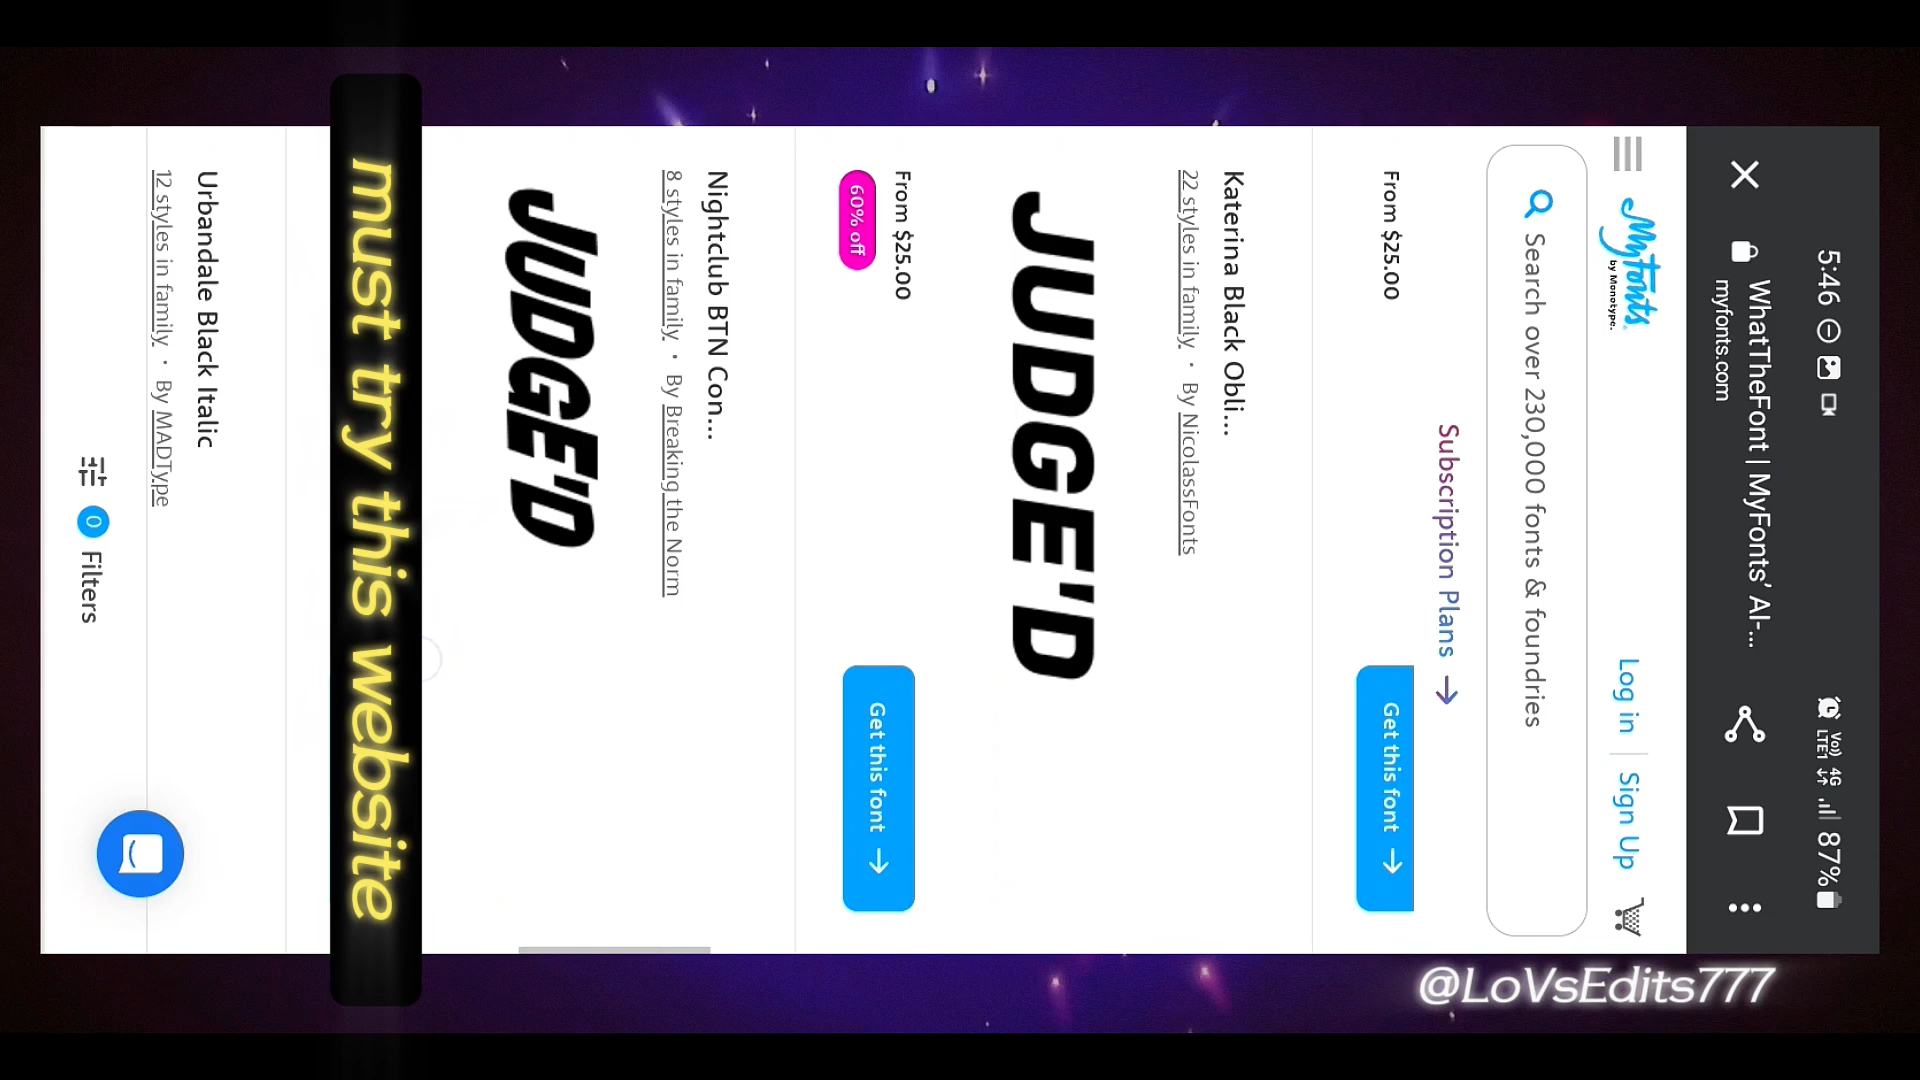 5:46
Vo)) LTE1 4G 87%
WhatTheFont | MyFonts' AI-...
myfonts.com
MyFonts
by Monotype.
Log in
Sign Up
Search over 230,000 fonts & foundries
Subscription Plans →
From $25.00
Get this font →
Katerina Black Obli...
22 styles in family · By NicolassFonts
JUDGE'D
From $25.00
60% off
Get this font →
Nightclub BTN Con...
8 styles in family · By Breaking the Norm
JUDGE'D
must try this website
Urbandale Black Italic
12 styles in family · By MADType
0 Filters
@LoVsEdits777